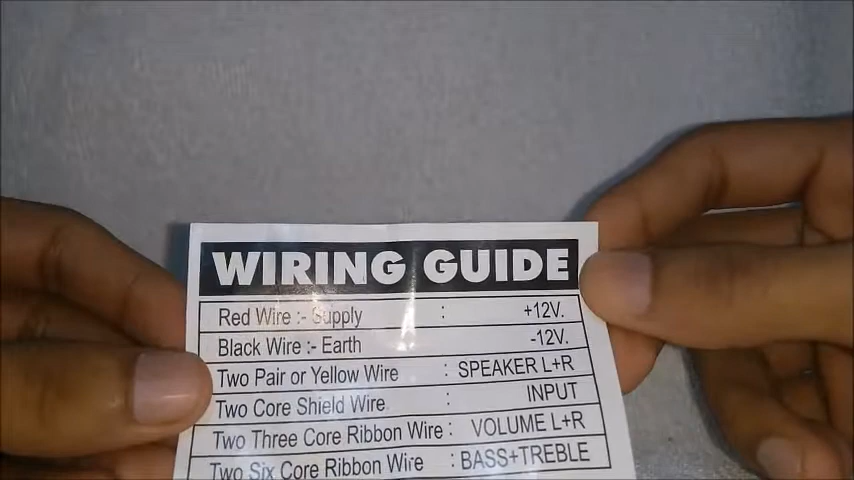 WIRING GUIDE
Red Wire :- Supply : +12V.
Black Wire :- Earth -12V.
Two Pair or Yellow Wire : SPEAKER L+R
Two Core Shield Wire : INPUT
Two Three Core Ribbon Wire : VOLUME L+R
Two Six Core Ribbon Wire : BASS+TREBLE